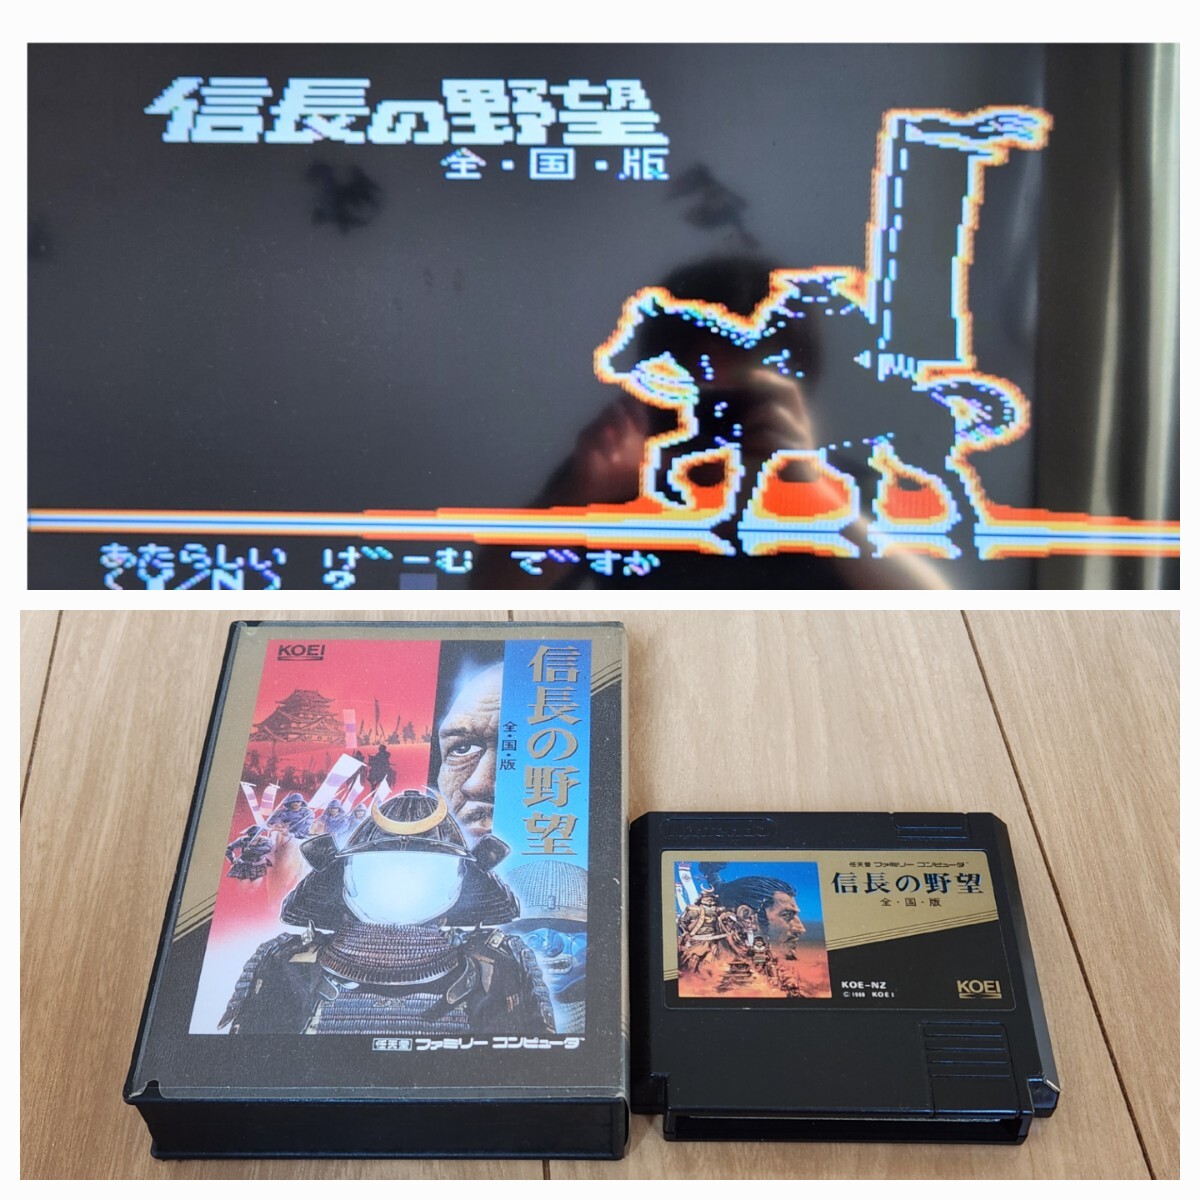 信長の野望
全・国・版
あたらしい げーむ ですか
(Y/N) ?
KOEI
信長の野望
全・国・版
任天堂 ファミリー コンピュータ
任天堂 ファミリー コンピュータ
信長の野望
全・国・版
KOE-NZ
© 1988 KOEI
KOEI